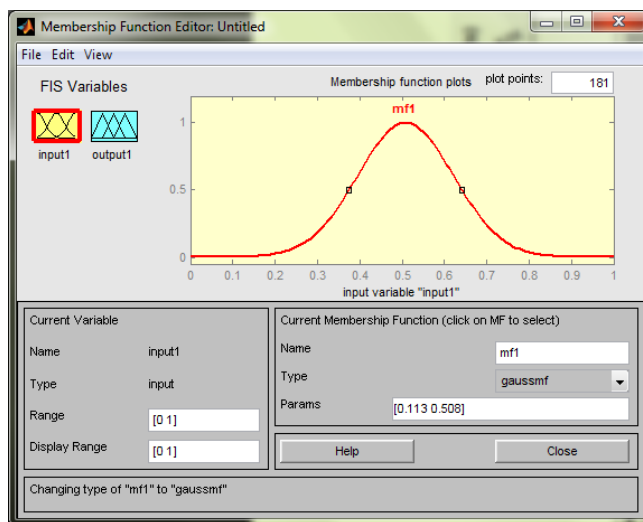 Membership Function Editor: Untitled
File Edit View
FIS Variables
Membership function plots plot points: 181
mf1
input1 output1
1
0.5
0
0 0.1 0.2 0.3 0.4 0.5 0.6 0.7 0.8 0.9 1
input variable "input1"
Current Variable
Name input1
Type input
Range [0 1]
Display Range [0 1]
Current Membership Function (click on MF to select)
Name mf1
Type gaussmf
Params [0.113 0.508]
Help Close
Changing type of "mf1" to "gaussmf"